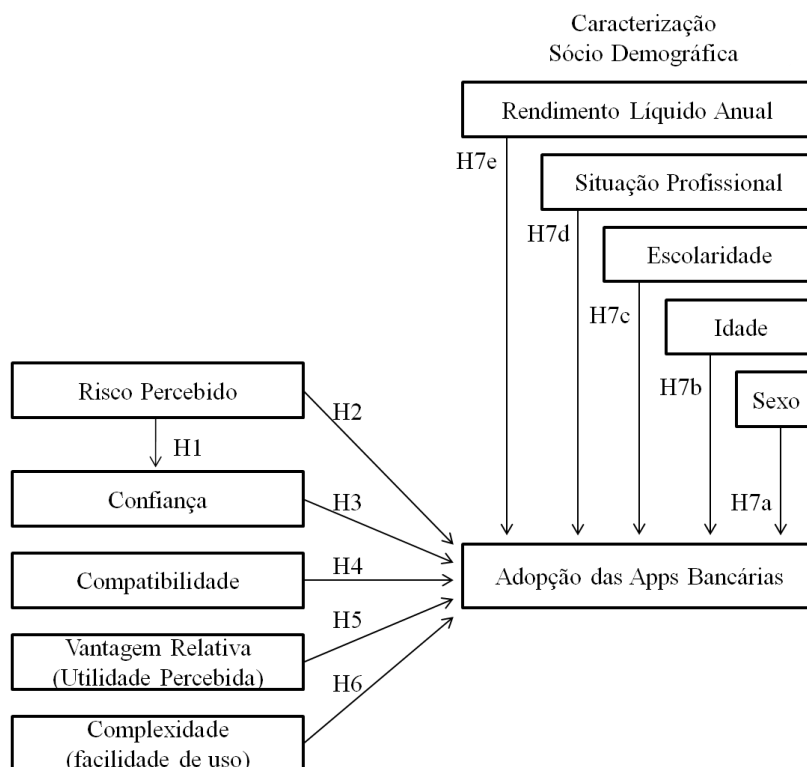 Caracterização
Sócio Demográfica
Rendimento Líquido Anual
H7e
Situação Profissional
H7d
Escolaridade
H7c
Idade
H7b
Sexo
H7a
Risco Percebido
H2
H1
Confiança
H3
Compatibilidade
H4
Adopção das Apps Bancárias
Vantagem Relativa
(Utilidade Percebida)
H5
H6
Complexidade
(facilidade de uso)